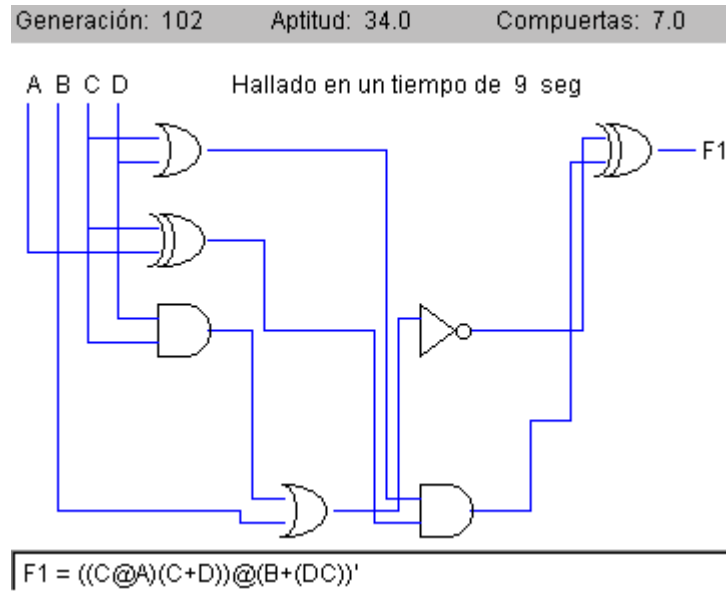 Generación: 102 Aptitud: 34.0 Compuertas: 7.0
A B C D Hallado en un tiempo de 9 seg
F1
F1 = ((C@A)(C+D))@(B+(DC))'